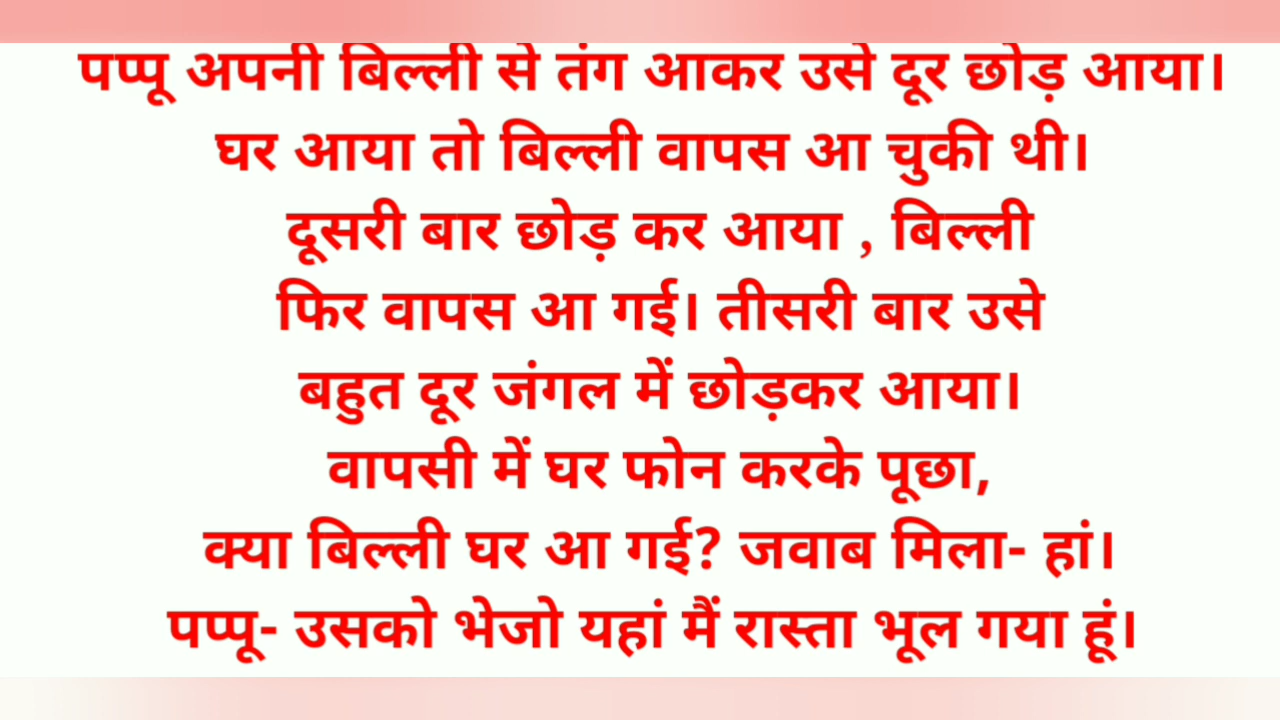 पप्पू अपनी बिल्ली से तंग आकर उसे दूर छोड़ आया।
घर आया तो बिल्ली वापस आ चुकी थी।
दूसरी बार छोड़ कर आया , बिल्ली
फिर वापस आ गई। तीसरी बार उसे
बहुत दूर जंगल में छोड़कर आया।
वापसी में घर फोन करके पूछा,
क्या बिल्ली घर आ गई? जवाब मिला- हां।
पप्पू- उसको भेजो यहां मैं रास्ता भूल गया हूं।